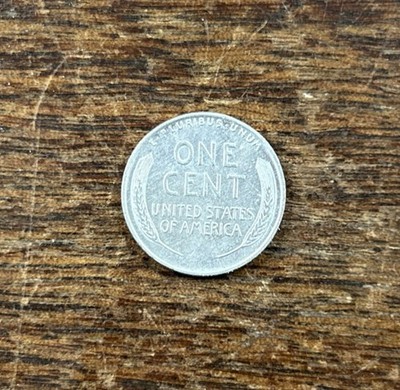 E·PLURIBUS·UNUM
ONE
CENT
UNITED STATES
OF AMERICA